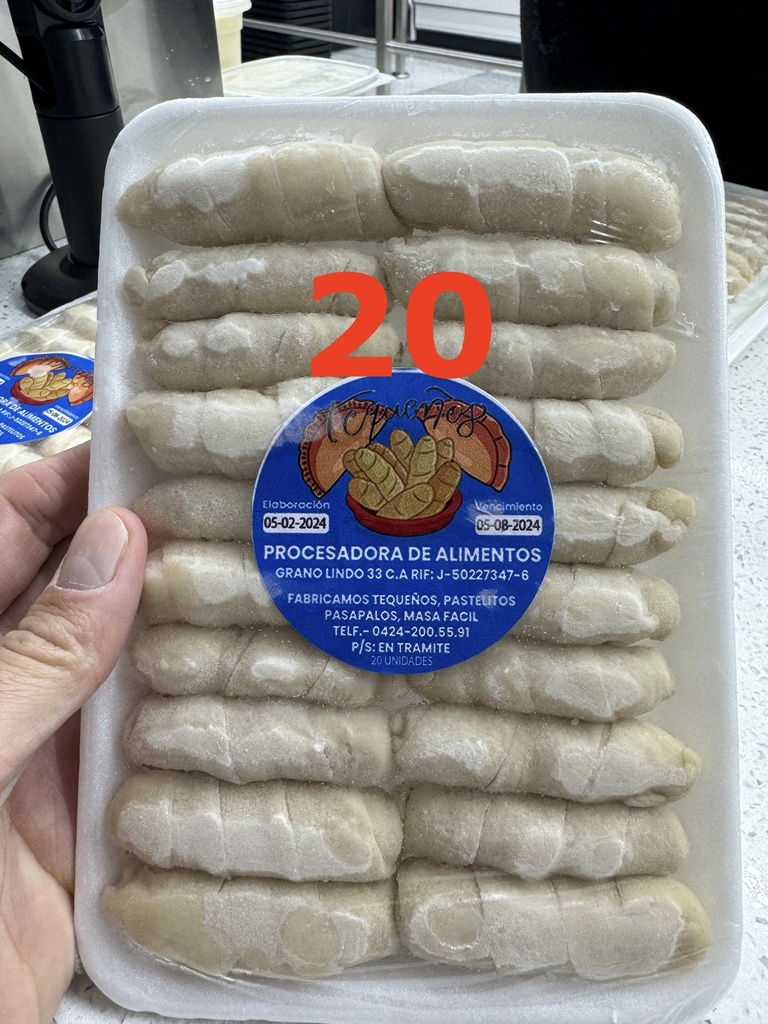 20
Tequeños
Elaboración
05-02-2024
Vencimiento
05-08-2024
PROCESADORA DE ALIMENTOS
GRANO LINDO 33 C.A RIF: J-50227347-6
FABRICAMOS TEQUEÑOS, PASTELITOS
PASAPALOS, MASA FACIL
TELF.- 0424-200.55.91
P/S: EN TRAMITE
20 UNIDADES